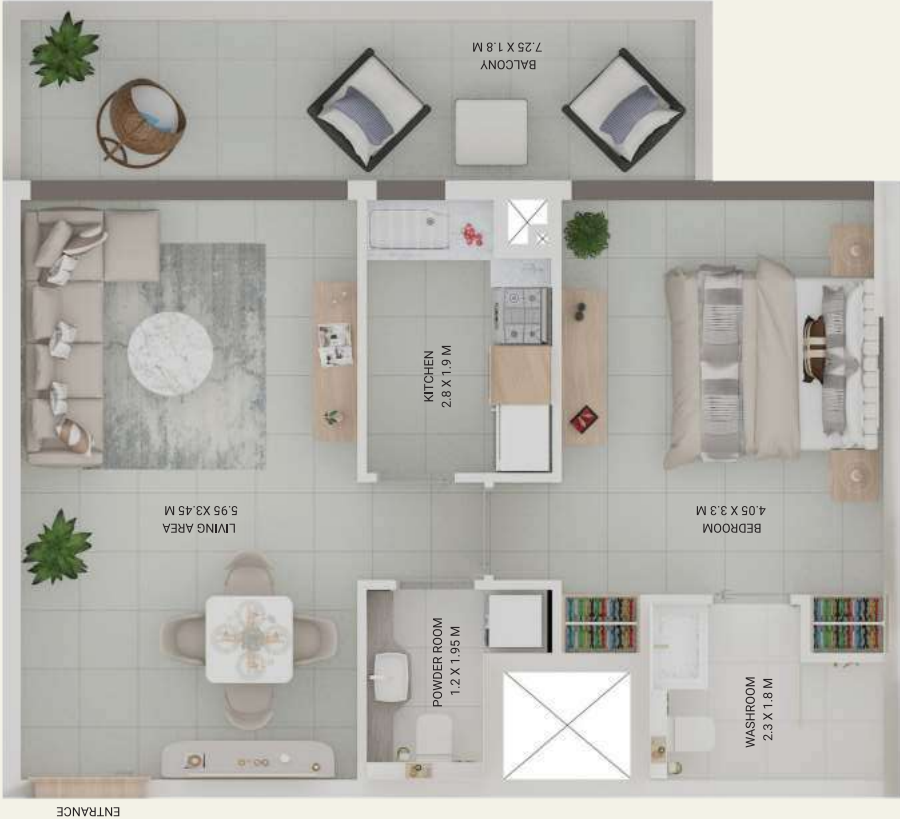 BALCONY
7.25 X 1.8 M
KITCHEN
2.8 X 1.9 M
LIVING AREA
5.95 X3.45 M
BEDROOM
4.05 X 3.3 M
POWDER ROOM
1.2 X 1.95 M
WASHROOM
2.3 X 1.8 M
ENTRANCE